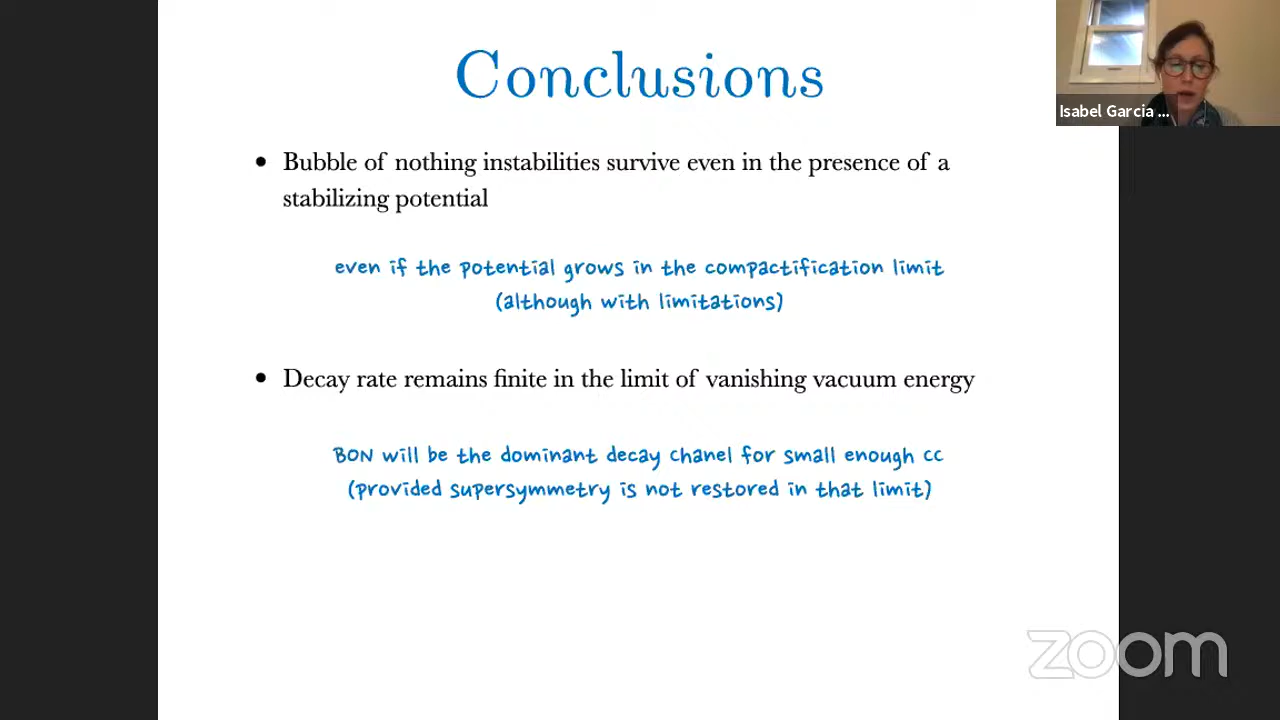 Conclusions
Isabel Garcia ...
• Bubble of nothing instabilities survive even in the presence of a
stabilizing potential
even if the potential grows in the compactification limit
(although with limitations)
• Decay rate remains finite in the limit of vanishing vacuum energy
BON will be the dominant decay chanel for small enough CC
(provided supersymmetry is not restored in that limit)
zoom